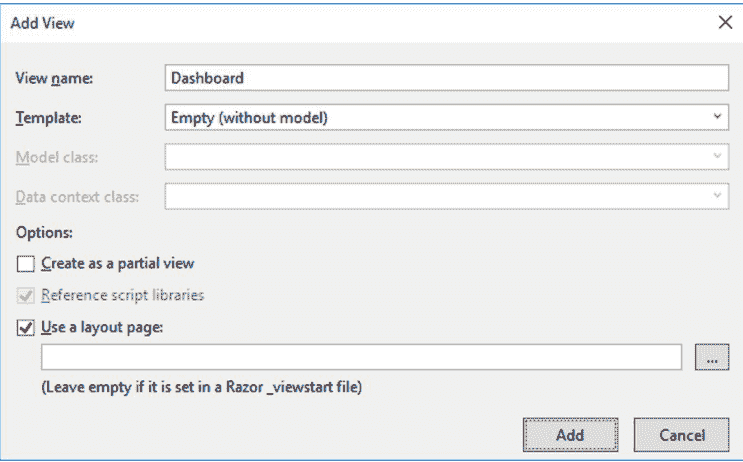 Add View
View name: Dashboard
Template: Empty (without model)
Model class:
Data context class:
Options:
Create as a partial view
Reference script libraries
Use a layout page:
...
(Leave empty if it is set in a Razor _viewstart file)
Add Cancel